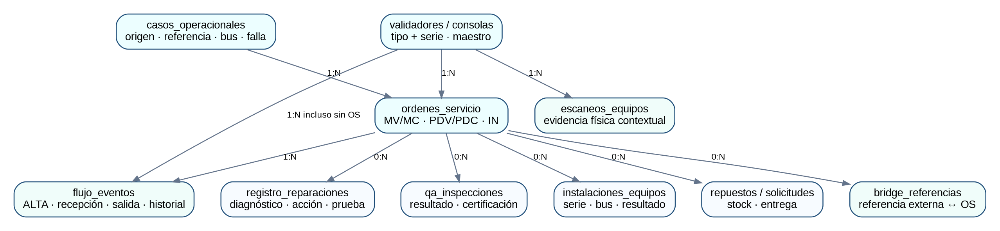 casos_operacionales
origen · referencia · bus · falla
validadores / consolas
tipo + serie · maestro
1:N
1:N
1:N
1:N incluso sin OS
ordenes_servicio
MV/MC · PDV/PDC · IN
escaneos_equipos
evidencia física contextual
1:N
0:N
0:N
0:N
0:N
0:N
flujo_eventos
ALTA · recepción · salida · historial
registro_reparaciones
diagnóstico · acción · prueba
qa_inspecciones
resultado · certificación
instalaciones_equipos
serie · bus · resultado
repuestos / solicitudes
stock · entrega
bridge_referencias
referencia externa ↔ OS